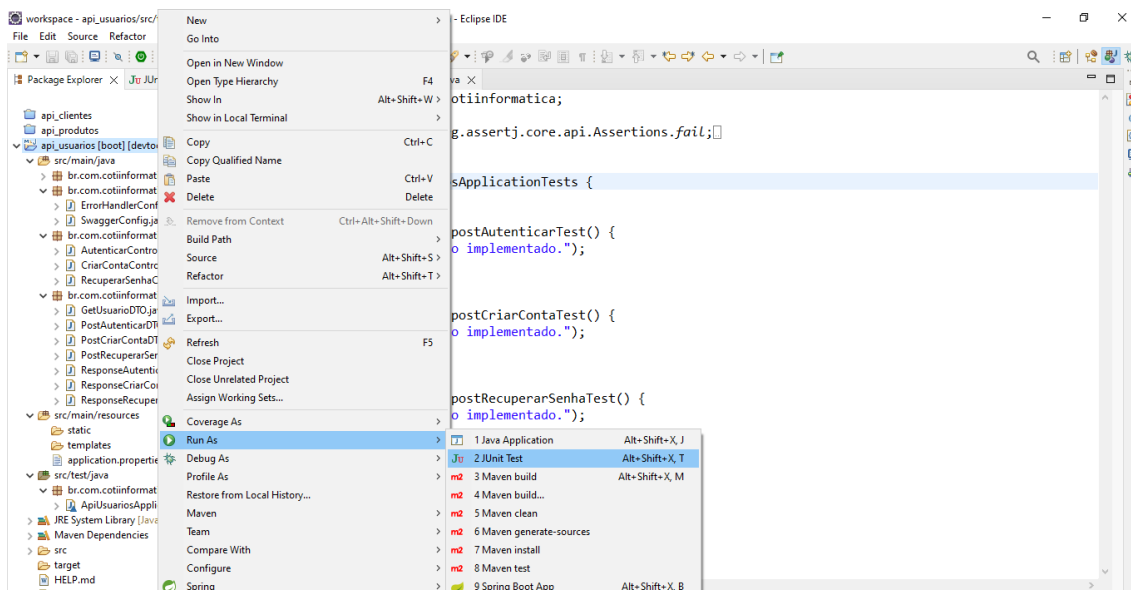 workspace - api_usuarios/src/
- Eclipse IDE
File Edit Source Refactor
Package Explorer
JUn
va
api_clientes
api_produtos
api_usuarios [boot] [devto
src/main/java
br.com.cotiinformat
br.com.cotiinformat
ErrorHandlerConf
SwaggerConfig.ja
br.com.cotiinformat
AutenticarContro
CriarContaContro
RecuperarSenhaC
br.com.cotiinformat
GetUsuarioDTO.ja
PostAutenticarDT
PostCriarContaDT
PostRecuperarSer
ResponseAutentic
ResponseCriarCor
ResponseRecuper
src/main/resources
static
templates
application.propertie
src/test/java
br.com.cotiinformat
ApiUsuariosAppli
JRE System Library [Java
Maven Dependencies
src
target
HELP.md
New
Go Into
Open in New Window
Open Type Hierarchy F4
Show In Alt+Shift+W
Show in Local Terminal
Copy Ctrl+C
Copy Qualified Name
Paste Ctrl+V
Delete Delete
Remove from Context Ctrl+Alt+Shift+Down
Build Path
Source Alt+Shift+S
Refactor Alt+Shift+T
Import...
Export...
Refresh F5
Close Project
Close Unrelated Project
Assign Working Sets...
Coverage As
Run As
Debug As
Profile As
Restore from Local History...
Maven
Team
Compare With
Configure
Spring
otiinformatica;
g.assertj.core.api.Assertions.fail;
sApplicationTests {
postAutenticarTest() {
o implementado.");
postCriarContaTest() {
o implementado.");
postRecuperarSenhaTest() {
o implementado.");
1 Java Application Alt+Shift+X, J
2 JUnit Test Alt+Shift+X, T
3 Maven build Alt+Shift+X, M
4 Maven build...
5 Maven clean
6 Maven generate-sources
7 Maven install
8 Maven test
9 Spring Boot App Alt+Shift+X, B